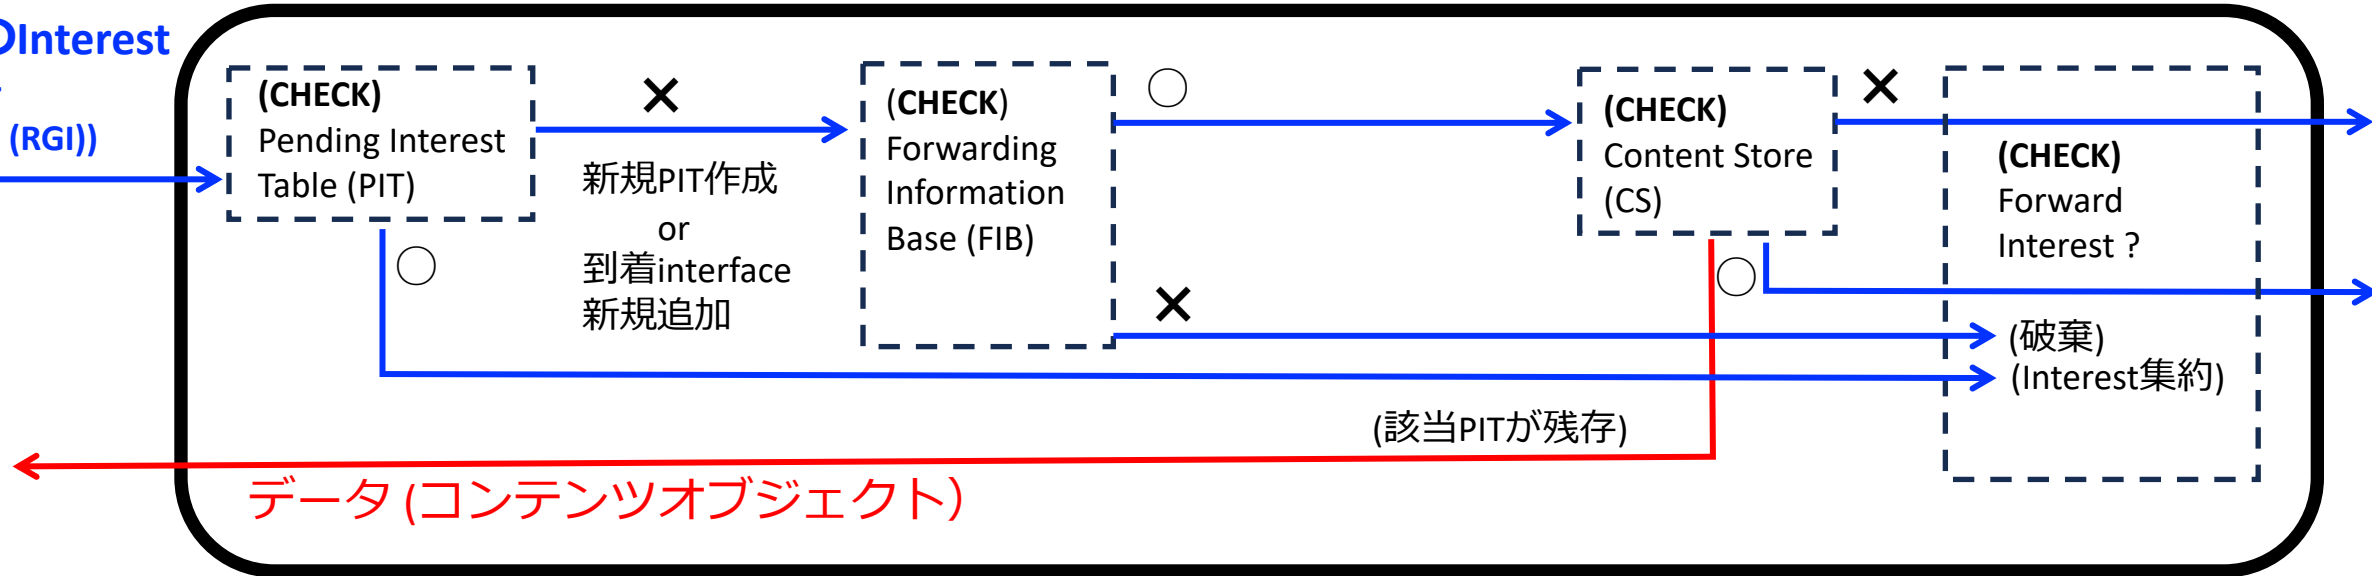 Interest
(RGI))
(CHECK)
Pending Interest
Table (PIT)
×
新規PIT作成
or
到着interface
新規追加
○
(CHECK)
Forwarding
Information
Base (FIB)
○
×
(CHECK)
Content Store
(CS)
×
○
(CHECK)
Forward
Interest ?
(破棄)
(Interest集約)
(該当PITが残存)
データ (コンテンツオブジェクト）